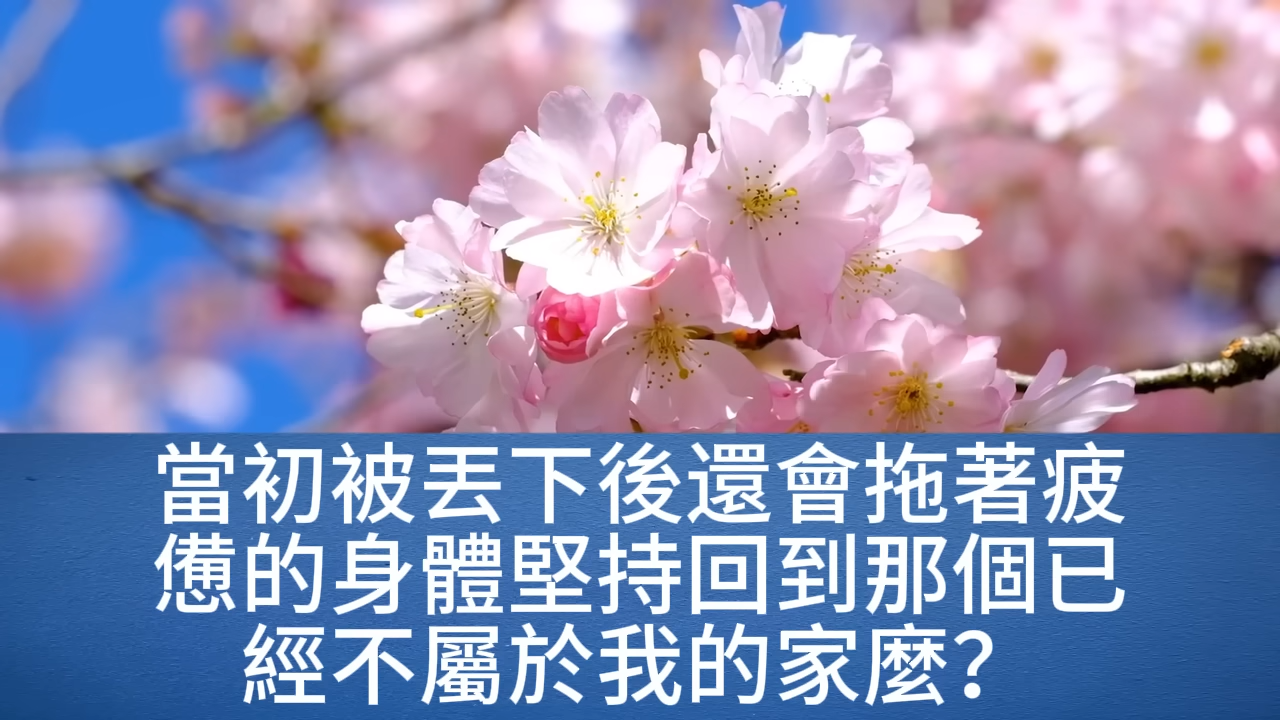 當初被丟下後還會拖著疲
憊的身體堅持回到那個已
經不屬於我的家麼？